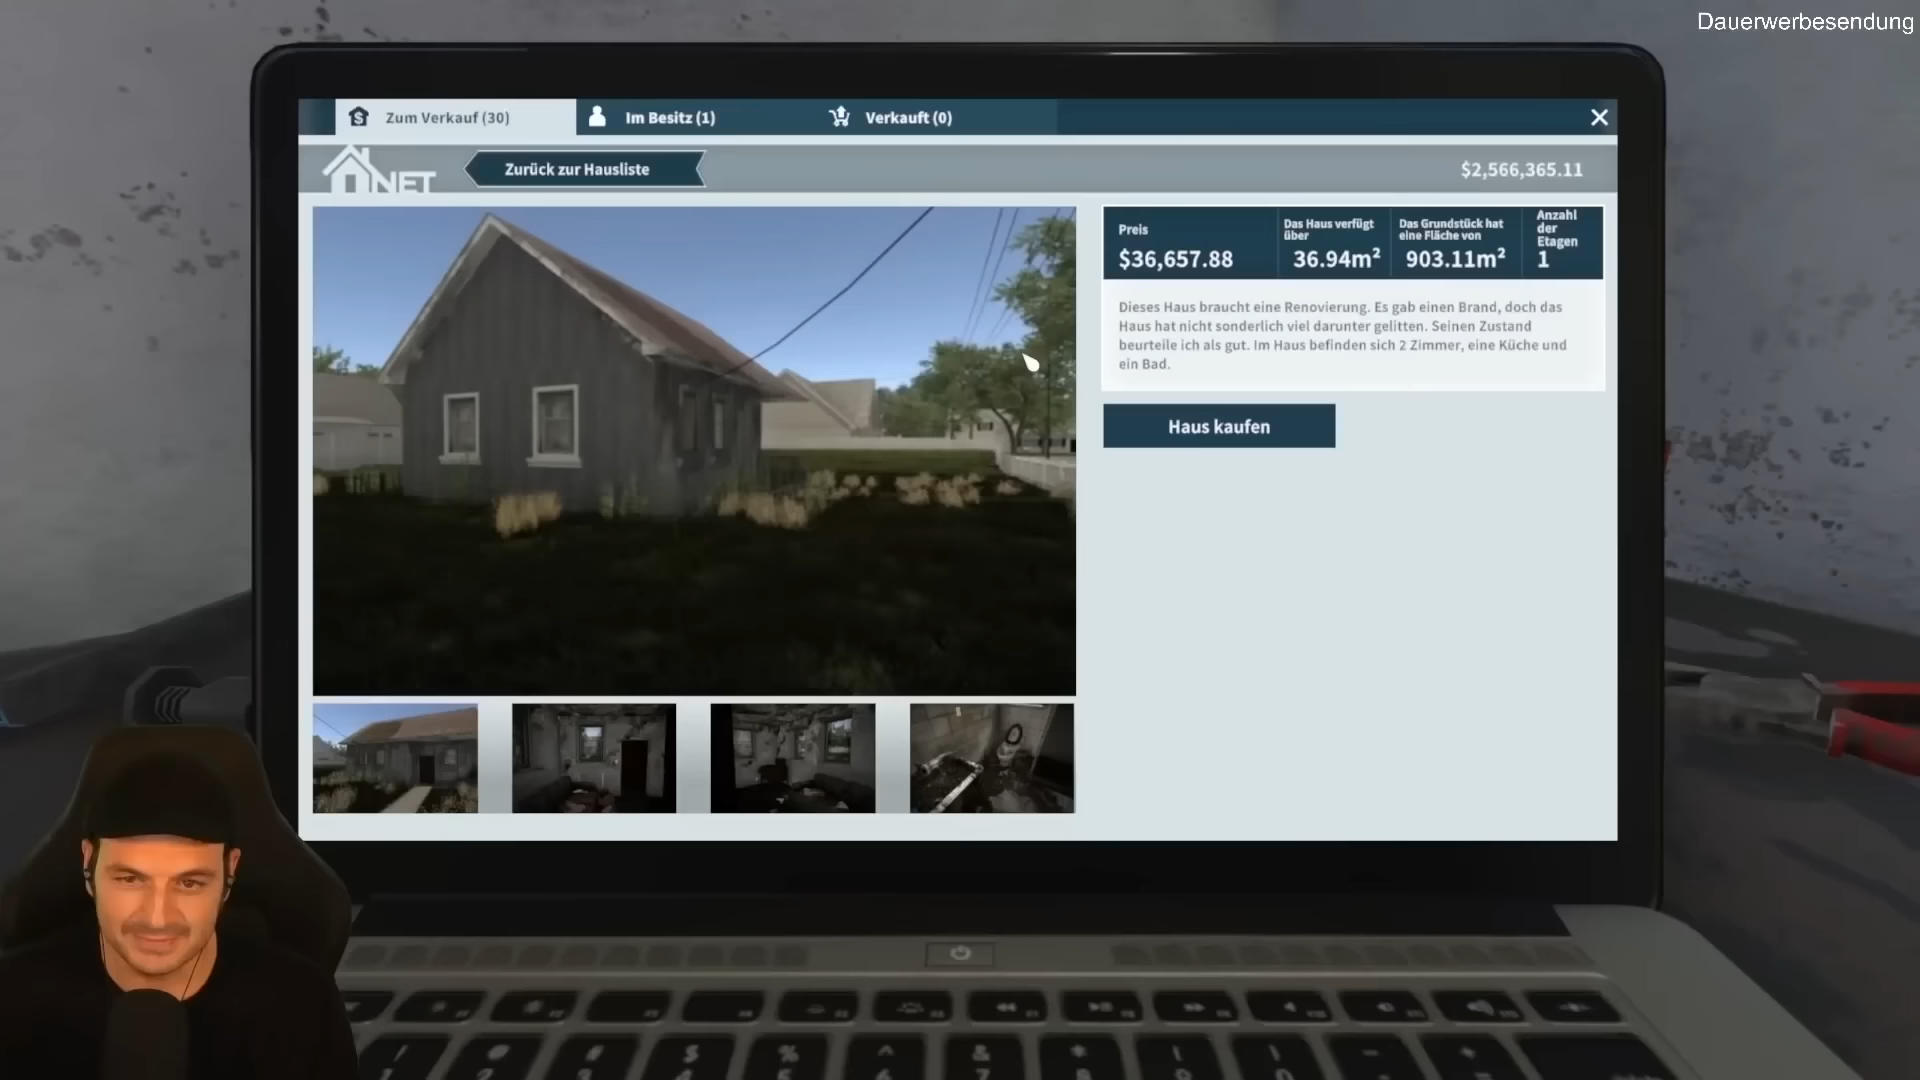 Dauerwerbesendung
Zum Verkauf (30)
Im Besitz (1)
Verkauft (0)
NET
Zurück zur Hausliste
$2,566,365.11
Preis
$36,657.88
Das Haus verfügt
über
36.94m²
Das Grundstück hat
eine Fläche von
903.11m²
Anzahl
der
Etagen
1
Dieses Haus braucht eine Renovierung. Es gab einen Brand, doch das
Haus hat nicht sonderlich viel darunter gelitten. Seinen Zustand
beurteile ich als gut. Im Haus befinden sich 2 Zimmer, eine Küche und
ein Bad.
Haus kaufen